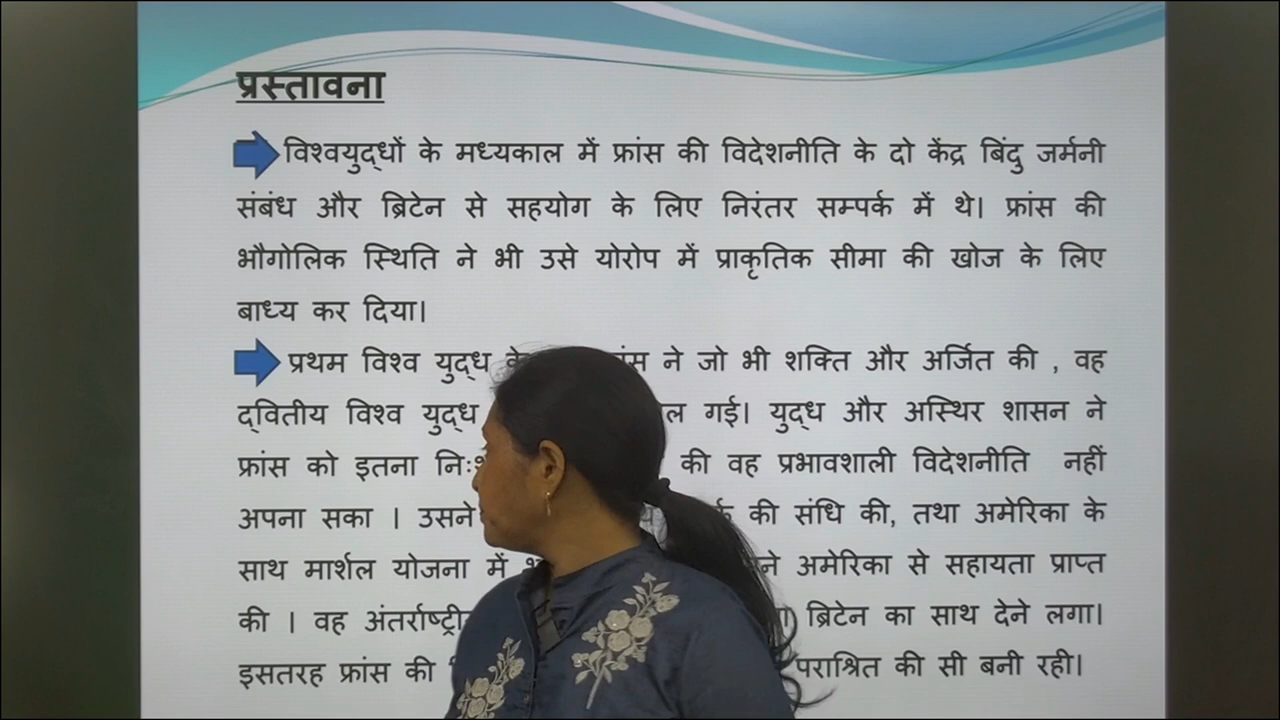 प्रस्तावना
विश्वयुद्धों के मध्यकाल में फ्रांस की विदेशनीति के दो केंद्र बिंदु जर्मनी
संबंध और ब्रिटेन से सहयोग के लिए निरंतर सम्पर्क में थे। फ्रांस की
भौगोलिक स्थिति ने भी उसे योरोप में प्राकृतिक सीमा की खोज के लिए
बाध्य कर दिया।
प्रथम विश्व युद्ध ने जो भी शक्ति और अर्जित की , वह
द्वितीय विश्व युद्ध गई। युद्ध और अस्थिर शासन ने
फ्रांस को इतना की वह प्रभावशाली विदेशनीति नहीं
अपना सका । उसने की संधि की, तथा अमेरिका के
साथ मार्शल योजना में अमेरिका से सहायता प्राप्त
की । वह ब्रिटेन का साथ देने लगा।
इसतरह फ्रांस की पराश्रित की सी बनी रही।